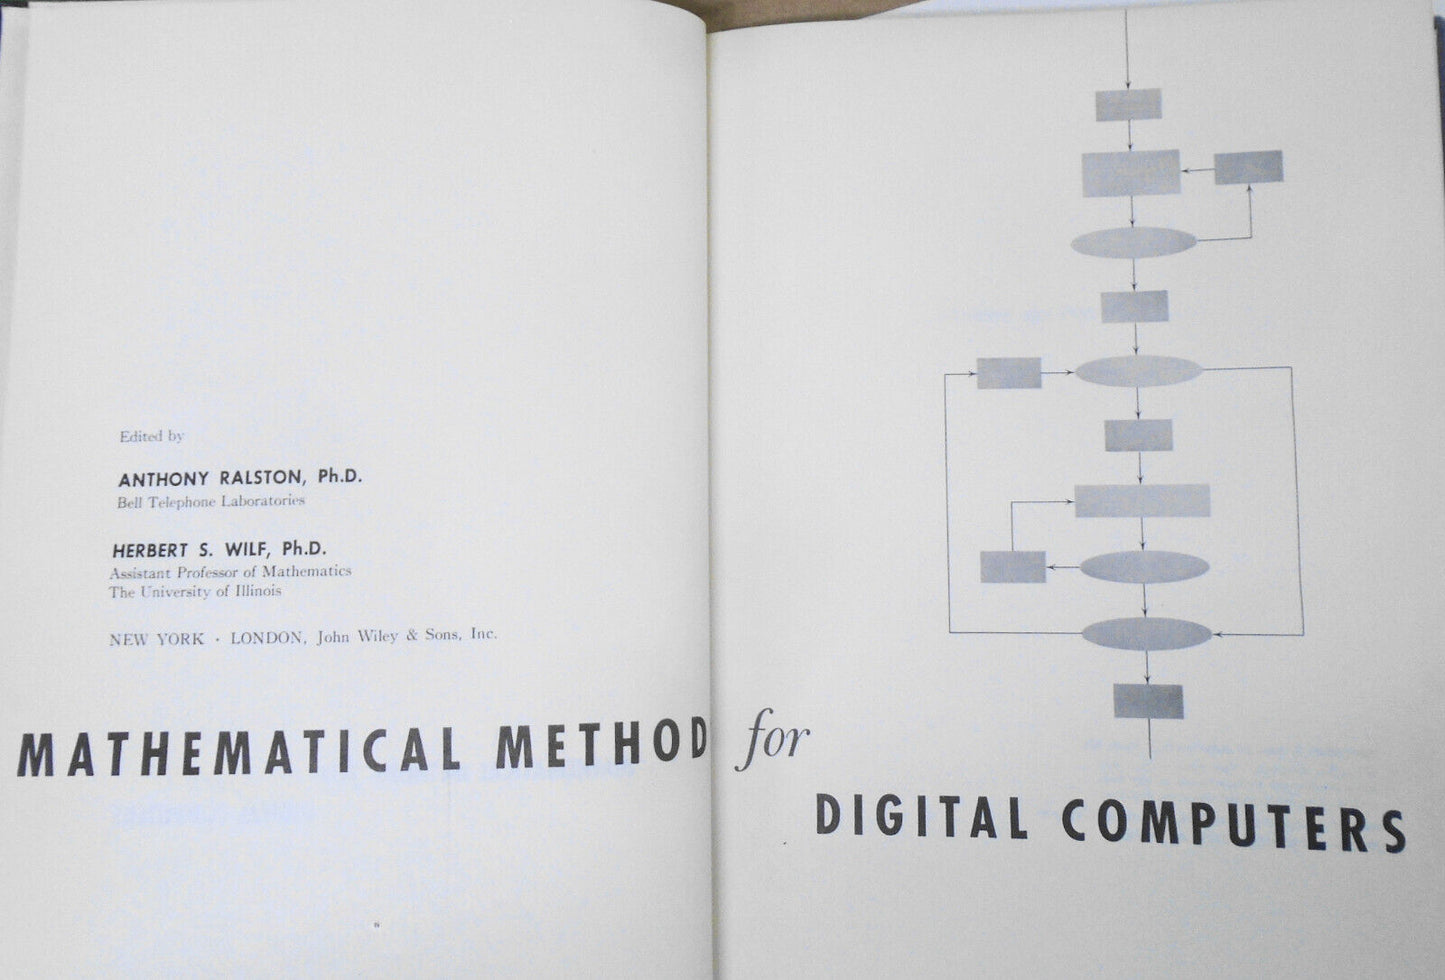 Edited by
ANTHONY RALSTON, Ph.D.
Bell Telephone Laboratories
HERBERT S. WILF, Ph.D.
Assistant Professor of Mathematics
The University of Illinois
NEW YORK · LONDON, John Wiley & Sons, Inc.
MATHEMATICAL METHOD for
DIGITAL COMPUTERS